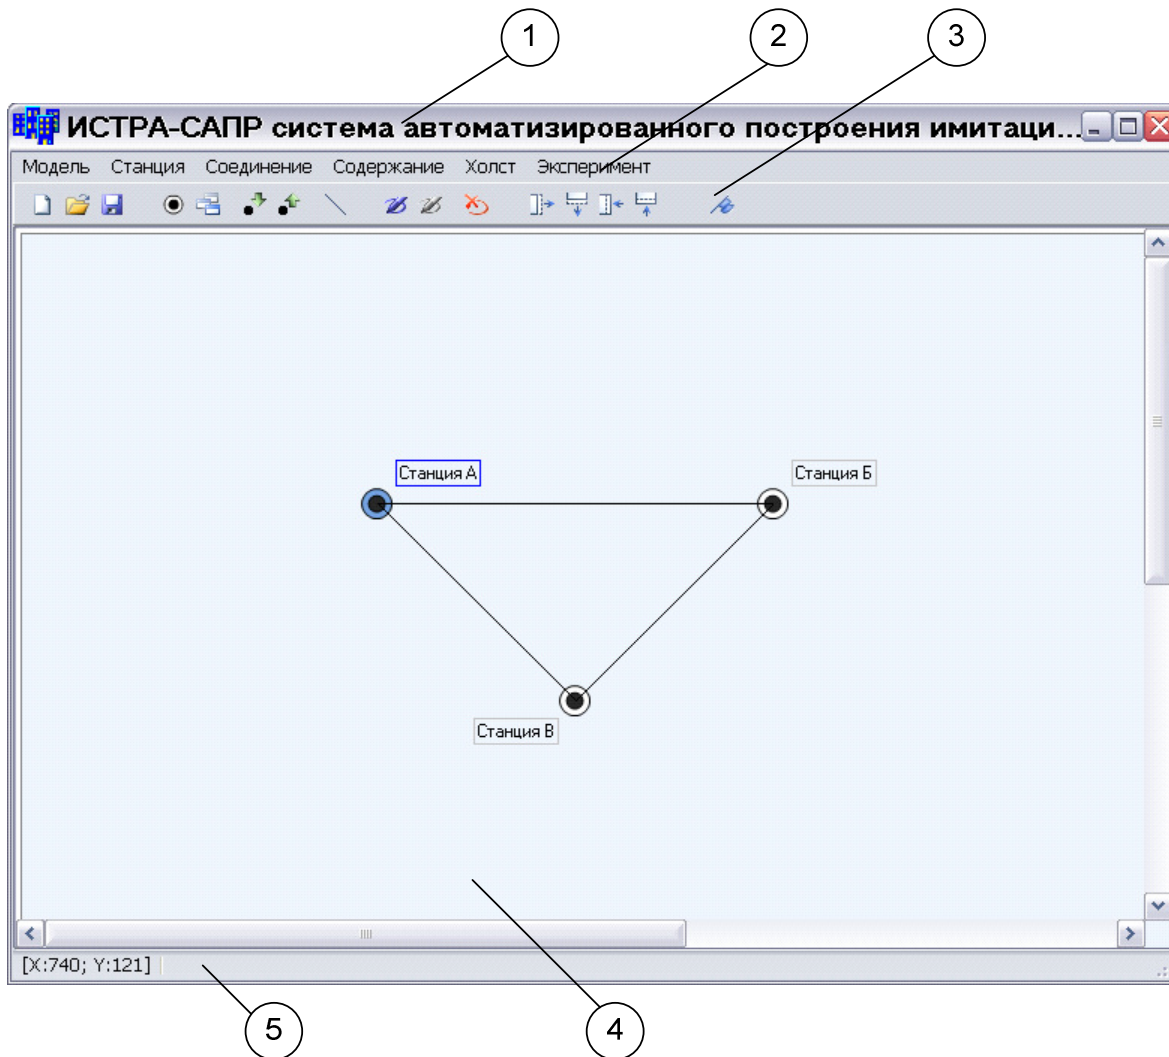 1 2 3
ИСТРА-САПР система автоматизированного построения имитаци...
Модель Станция Соединение Содержание Холст Эксперимент
Станция А Станция Б
Станция В
[X:740; Y:121]
5 4